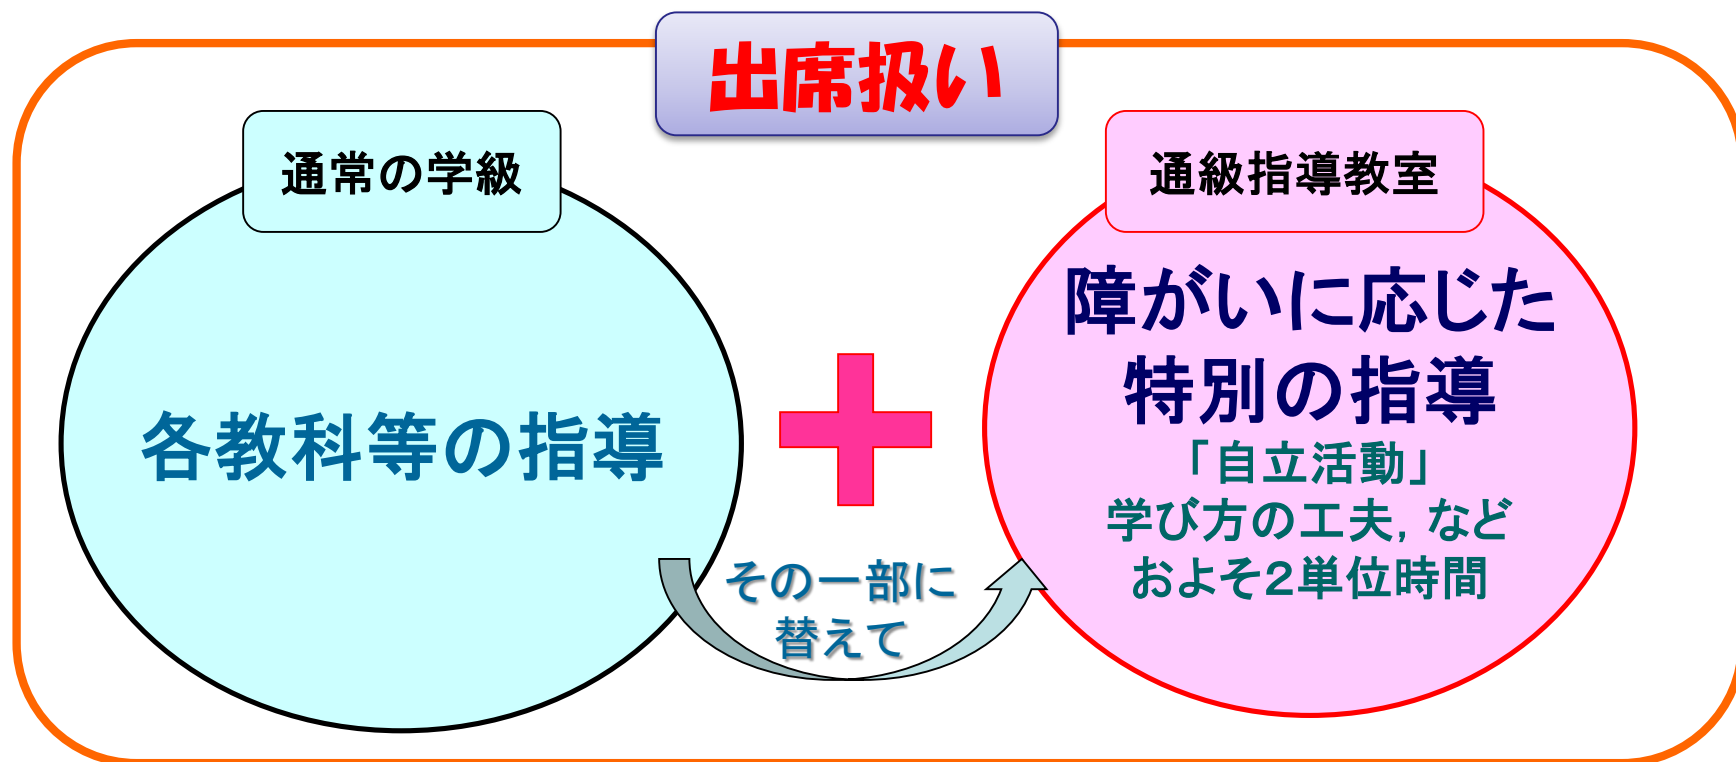 出席扱い
通常の学級
各教科等の指導
その一部に
替えて
通級指導教室
障がいに応じた
特別の指導
「自立活動」
学び方の工夫，など
およそ２単位時間